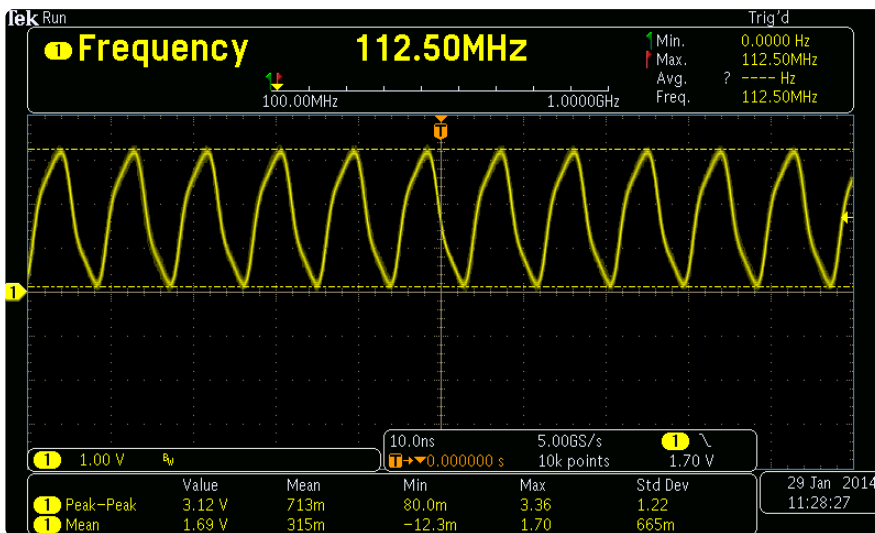 Tek Run Trig'd
1 Frequency 112.50MHz
1 Min. 0.0000 Hz
Max. 112.50MHz
Avg. ? ---- Hz
Freq. 112.50MHz
1
100.00MHz 1.0000GHz
T
1
10.0ns 5.00GS/s 1
T→▼0.000000 s 10k points 1.70 V
1 1.00 V BW
Value Mean Min Max Std Dev
1 Peak-Peak 3.12 V 713m 80.0m 3.36 1.22
1 Mean 1.69 V 315m −12.3m 1.70 665m
29 Jan 2014
11:28:27